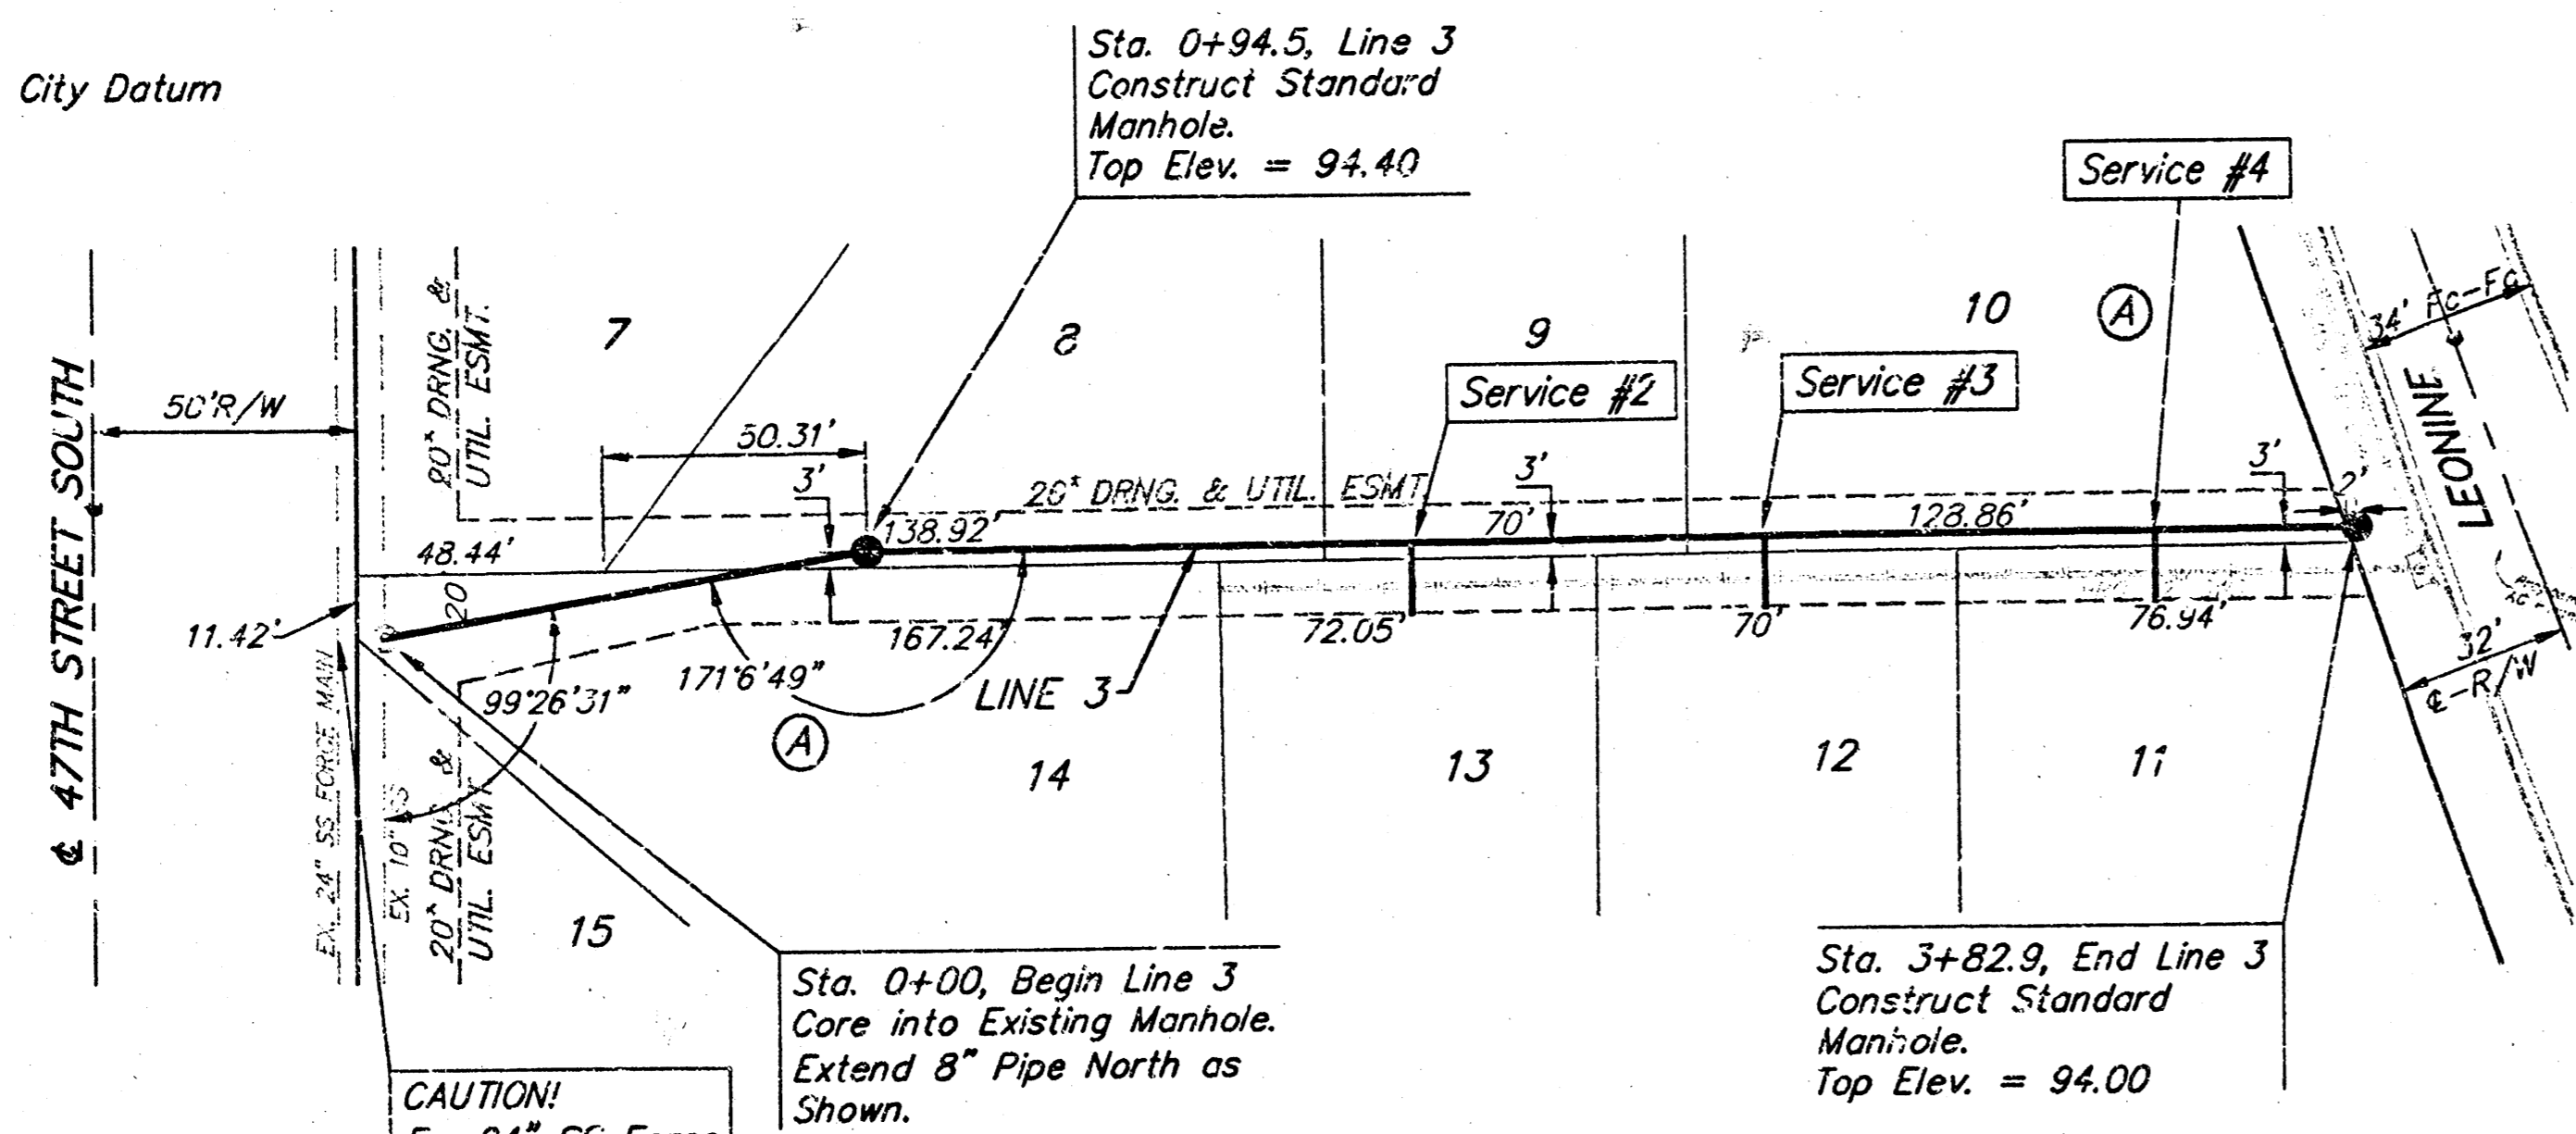 City Datum
Sta. 0+94.5, Line 3
Construct Standard
Manhole.
Top Elev. = 94.40
Service #4
7
8
9
10
A
34'
Fc-Fc
LEONINE
50'R/W
20' DRNG. &
UTIL. ESMT.
Service #2
Service #3
50.31'
3'
20' DRNG. & UTIL. ESMT.
3'
3'
2'
138.92'
70'
128.86'
48.44'
20
11.42'
167.24'
72.05'
70'
76.94'
32'
℄-R/W
171°6'49"
99°26'31"
LINE 3
A
℄ 47TH STREET SOUTH
EX. 24" SS FORCE MAIN
EX. 10" SS
20' DRNG. &
UTIL. ESMT.
14
13
12
11
15
Sta. 0+00, Begin Line 3
Core into Existing Manhole.
Extend 8" Pipe North as
Shown.
Sta. 3+82.9, End Line 3
Construct Standard
Manhole.
Top Elev. = 94.00
CAUTION!